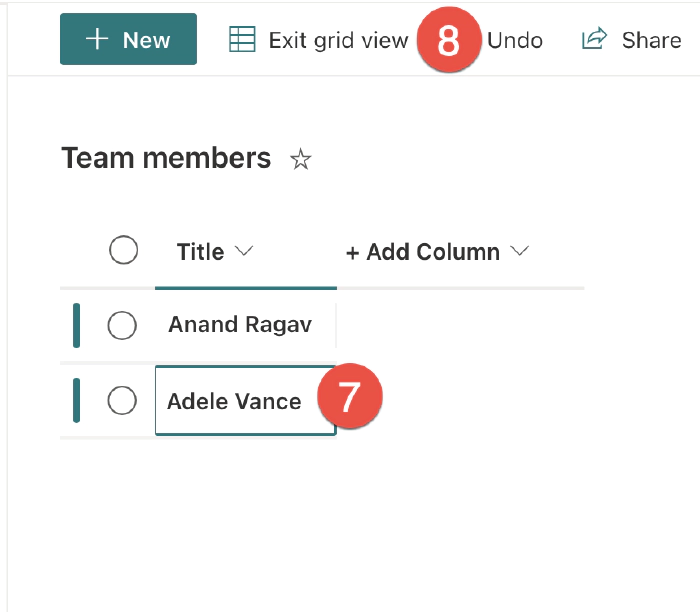 New Exit grid view 8 Undo Share
Team members
Title + Add Column
Anand Ragav
Adele Vance 7